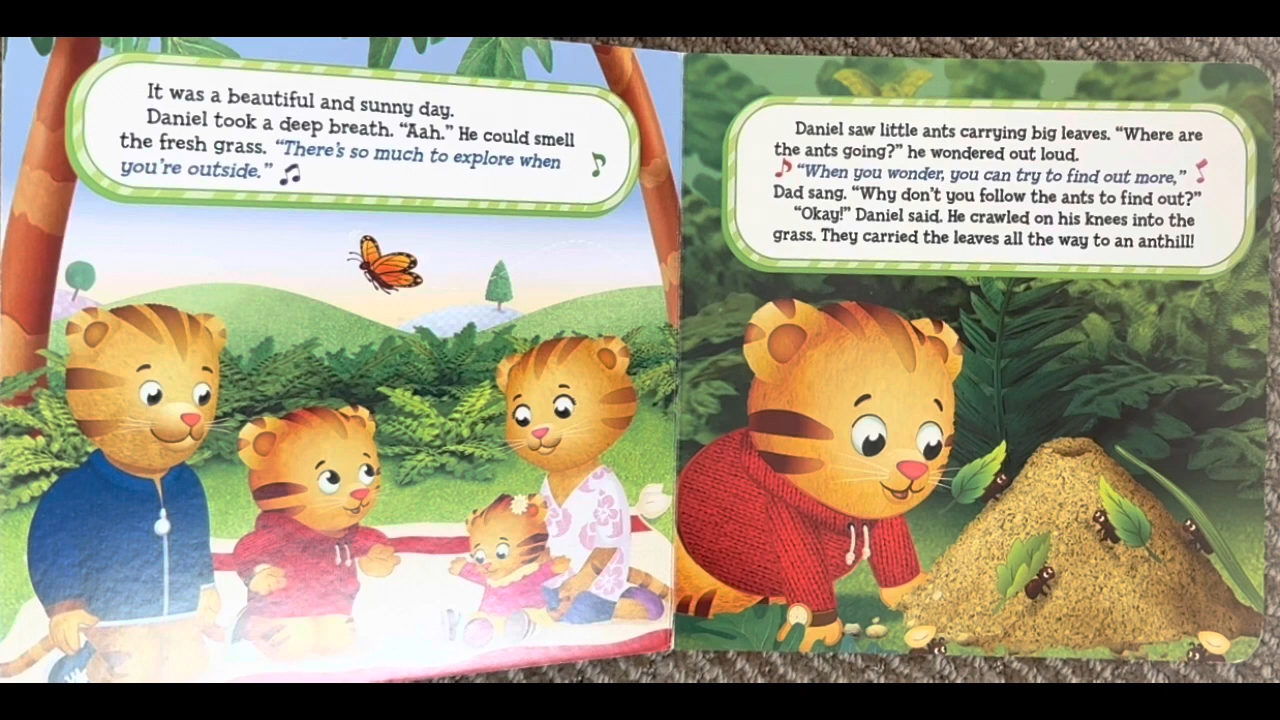 It was a beautiful and sunny day.
Daniel took a deep breath. “Aah.” He could smell
the fresh grass. “There’s so much to explore when
you’re outside.”
Daniel saw little ants carrying big leaves. “Where are
the ants going?” he wondered out loud.
“When you wonder, you can try to find out more,”
Dad sang. “Why don’t you follow the ants to find out?”
“Okay!” Daniel said. He crawled on his knees into the
grass. They carried the leaves all the way to an anthill!